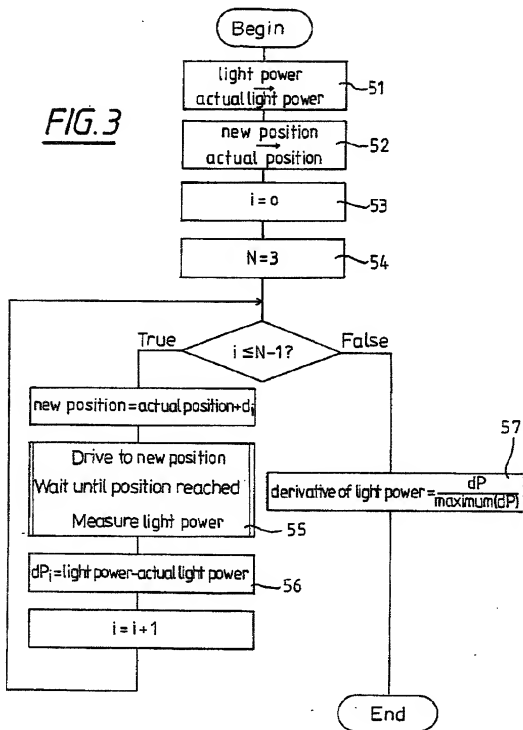 Begin
FIG.3
light power
→
actual light power
51
new position
→
actual position
52
i=o
53
N=3
54
True
False
i≤N-1?
new position=actual position+di
Drive to new position
Wait until position reached
Measure light power
55
57
derivative of light power= dP
maximum(dP)
dPi=light power-actual light power
56
i=i+1
End